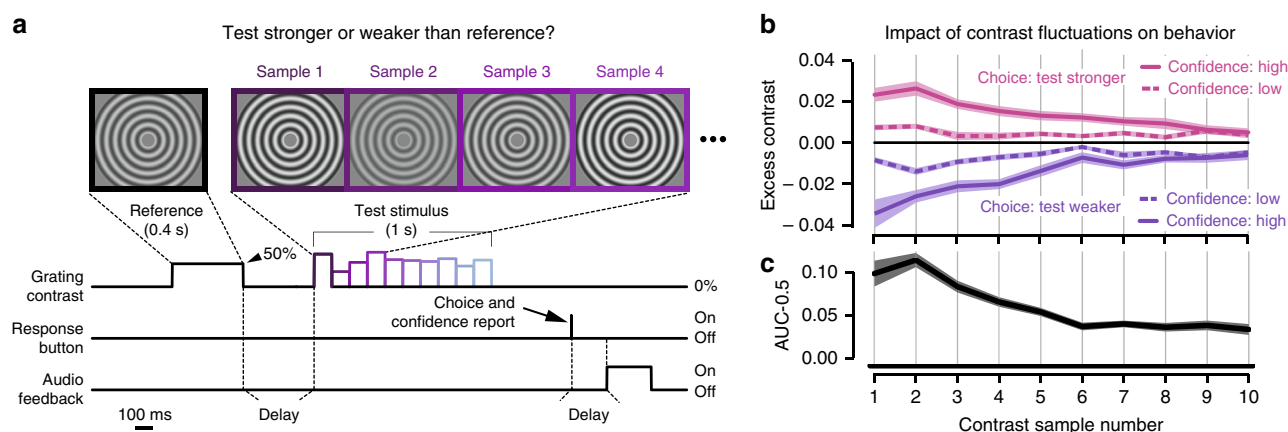 a
Test stronger or weaker than reference?
Sample 1 Sample 2 Sample 3 Sample 4
•••
Reference
(0.4 s)
Test stimulus
(1 s)
50%
Grating
contrast
0%
Choice and
confidence report
Response
button
On
Off
Audio
feedback
On
Off
Delay Delay
100 ms
b
Impact of contrast fluctuations on behavior
Excess contrast
0.04
0.02
0.00
– 0.02
– 0.04
Choice: test stronger
Confidence: high
Confidence: low
Choice: test weaker
Confidence: low
Confidence: high
c
AUC-0.5
0.10
0.05
0.00
1 2 3 4 5 6 7 8 9 10
Contrast sample number